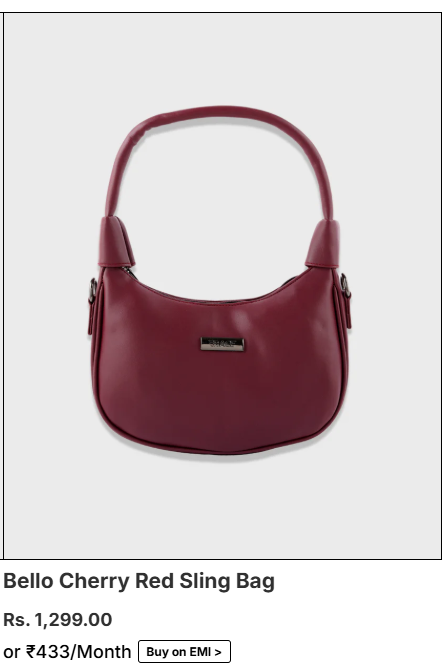 Bello Cherry Red Sling Bag
Rs. 1,299.00
or ₹433/Month Buy on EMI >